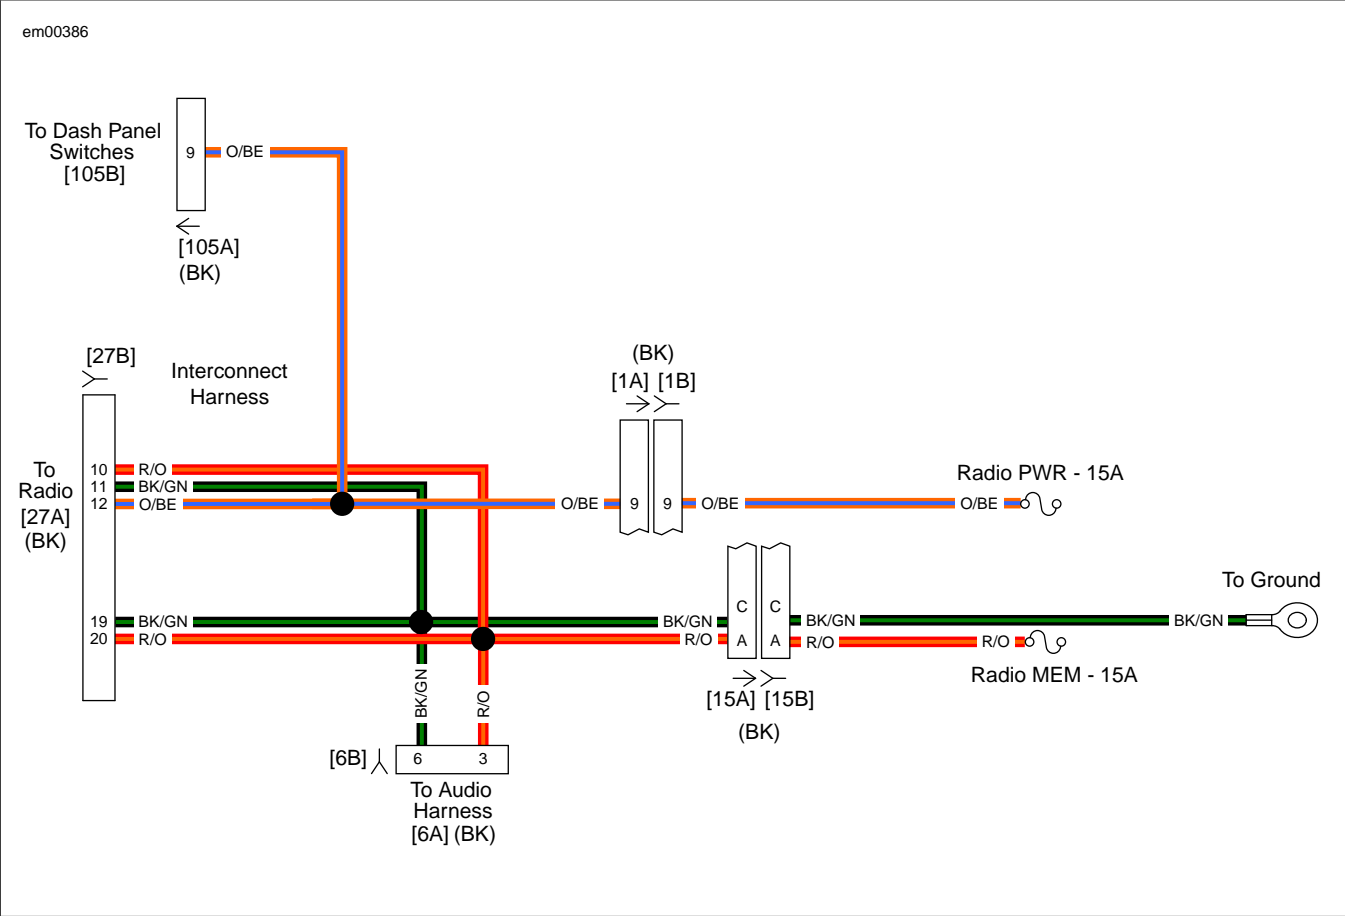 em00386
To Dash Panel
Switches
[105B]
9
O/BE
[105A]
(BK)
[27B]
Interconnect
Harness
(BK)
[1A]
[1B]
To
Radio
[27A]
(BK)
10
R/O
11
BK/GN
12
O/BE
O/BE
9
9
O/BE
Radio PWR - 15A
O/BE
19
BK/GN
20
R/O
BK/GN
R/O
C
A
C
A
BK/GN
R/O
BK/GN
R/O
To Ground
Radio MEM - 15A
[15A]
[15B]
(BK)
BK/GN
R/O
[6B]
6
3
To Audio
Harness
[6A] (BK)